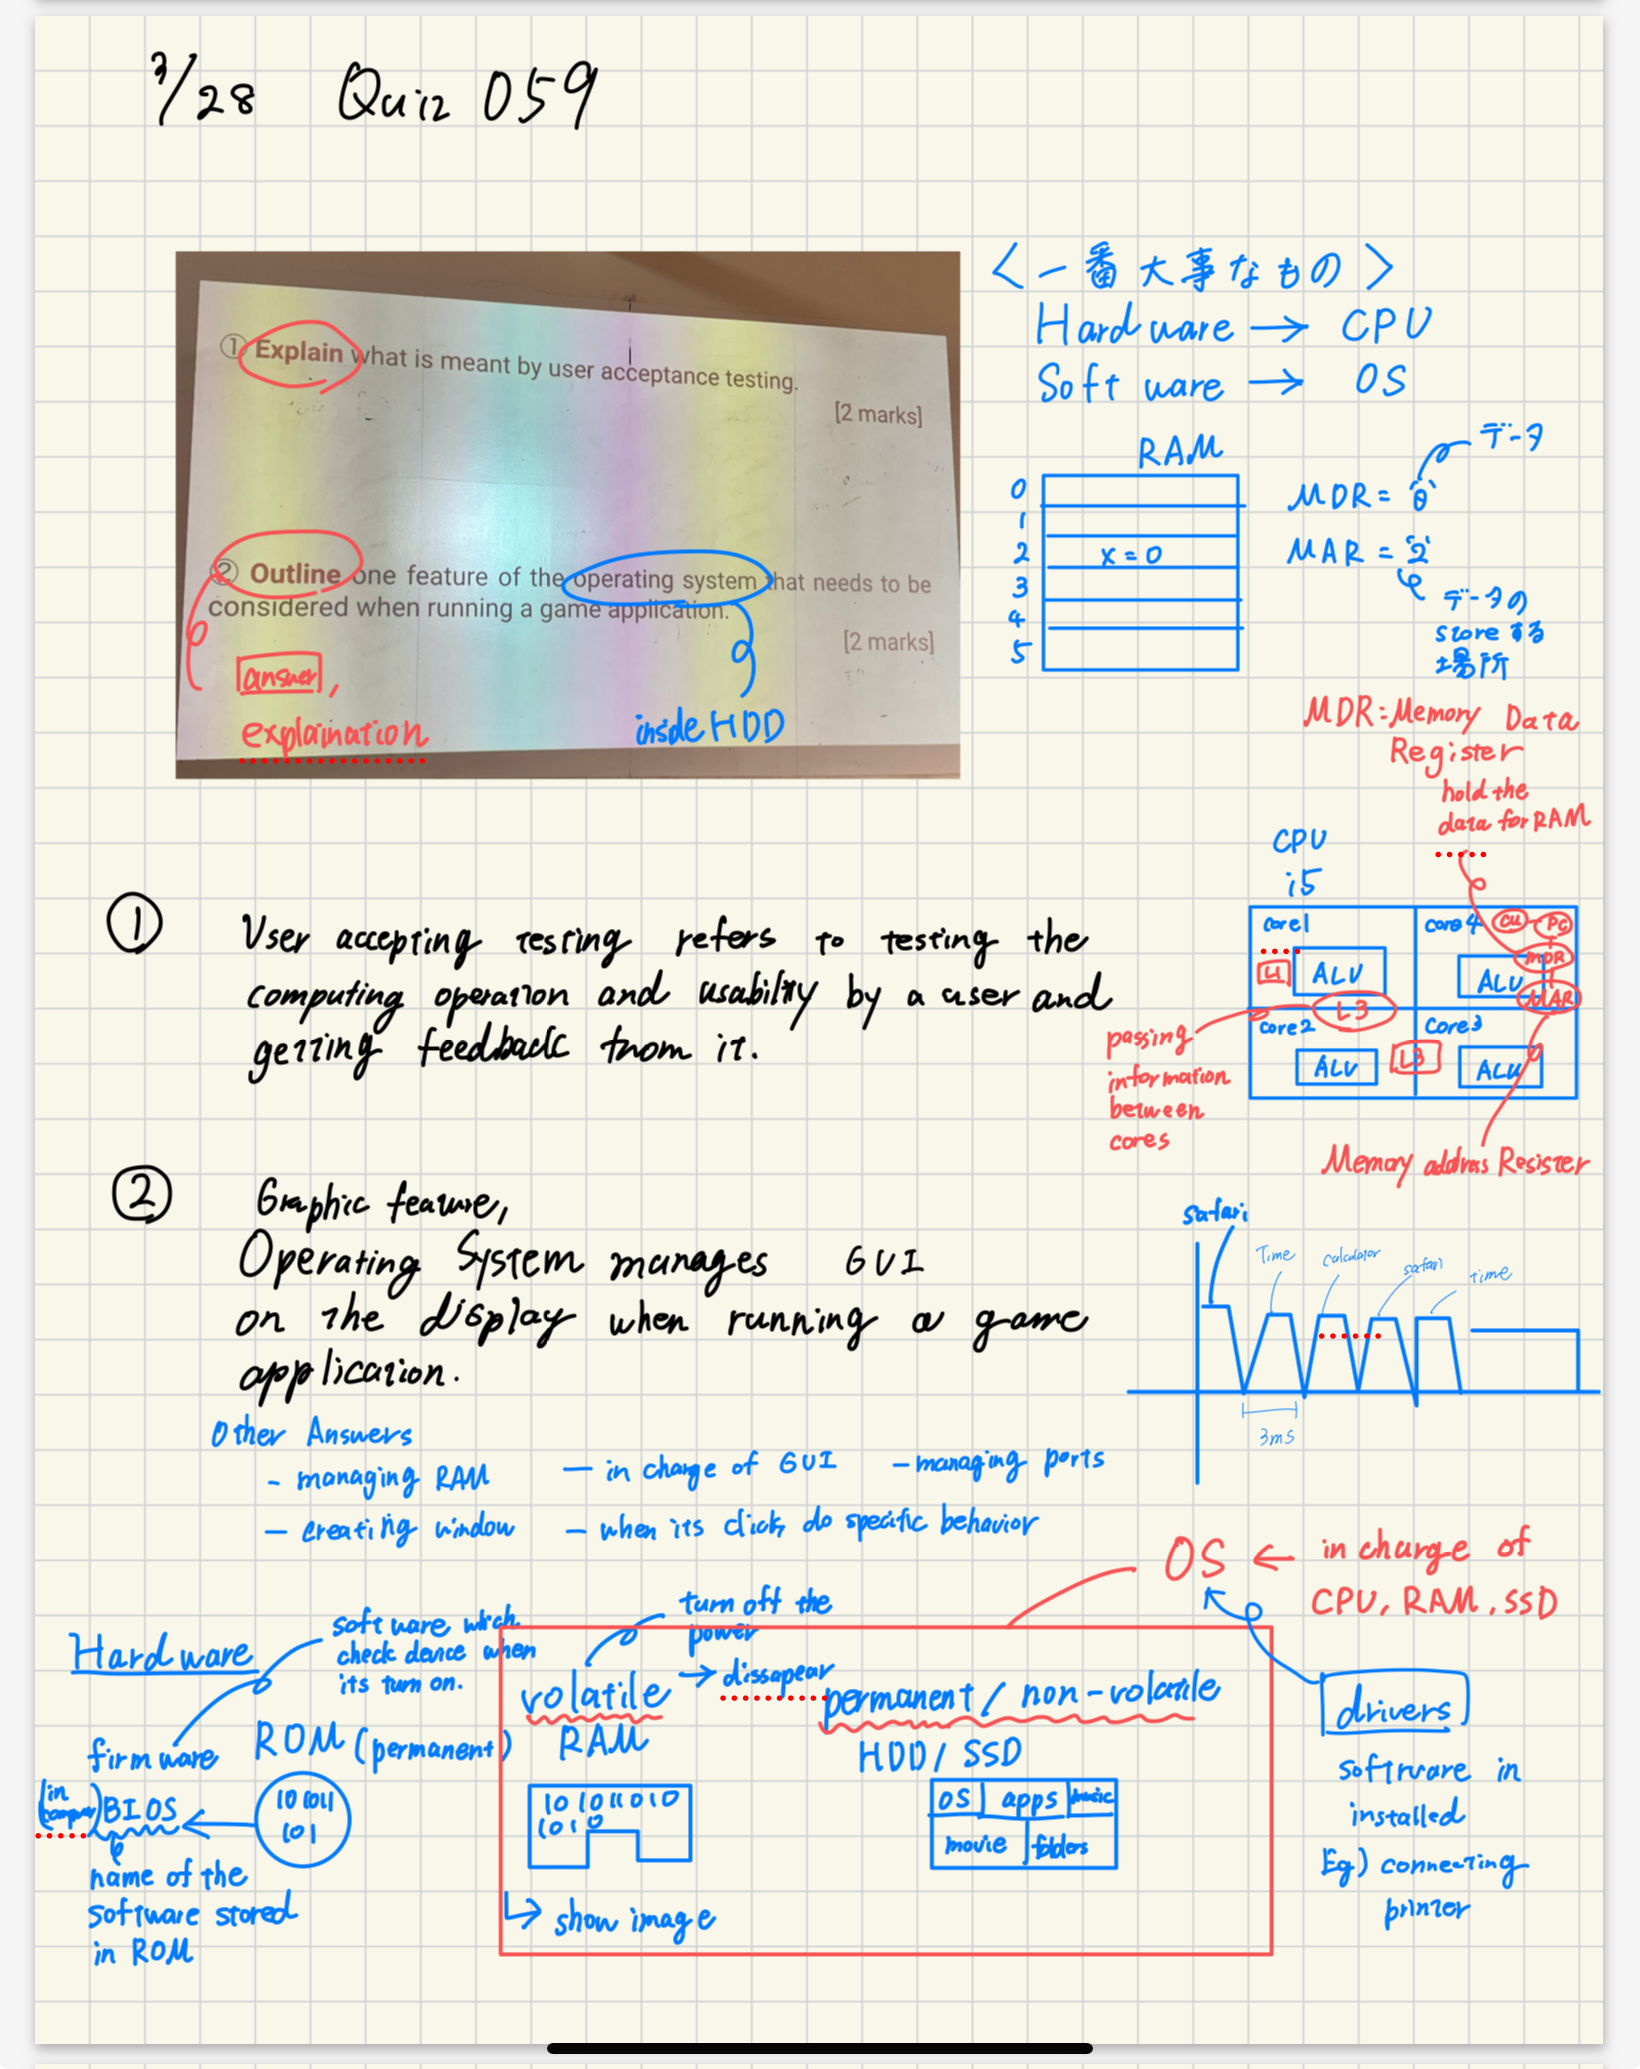 3/28 Quiz 059
① Explain what is meant by user acceptance testing.
[2 marks]
② Outline one feature of the operating system that needs to be
considered when running a game application.
[2 marks]
answer,
explaination
inside HDD
<一番大事なもの>
Hardware → CPU
Software → OS
RAM
0
1
2 x=0
3
4
5
MDR = '0'
データ
MAR = '2'
データの
storeする
場所
MDR:Memory Data
Register
hold the
data for RAM
CPU
i5
core1
L1 ALU
core4 CU PC
MDR
ALU MAR
L3
core2
ALU
L3
Core3
ALU
passing
information
between
cores
Memory address Resister
① User accepting testing refers to testing the
computing operation and usability by a user and
getting feedback from it.
② Graphic feature,
Operating System manages GUI
on the display when running a game
application.
Other Answers
- managing RAM
- in charge of GUI
- managing ports
- creating window
- when its click, do specific behavior
safari
Time
calculator
safari
time
3ms
OS ← in charge of
CPU, RAM, SSD
Hardware
software which
check device when
its turn on.
firmware
ROM (permanent)
(in computer) BIOS
101011
101
name of the
software stored
in ROM
turn off the
power
→ dissapear
volatile
RAM
101011010
1010
↳ show image
permanent / non-volatile
HDD / SSD
OS apps music
movie folders
drivers
software in
installed
Eg) connecting
printer